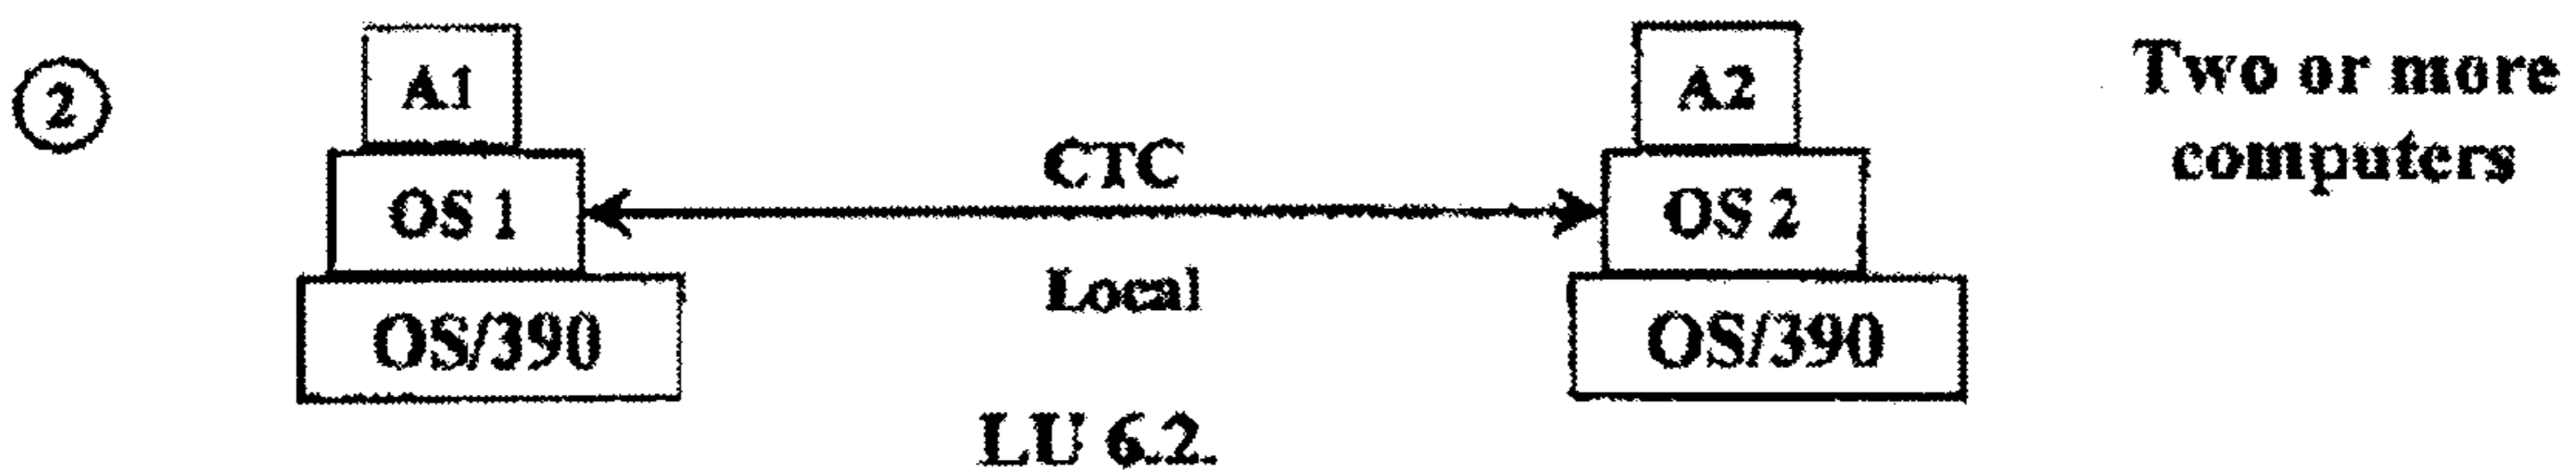 2
A1
A2
Two or more
computers
CTC
OS 1
OS 2
Local
OS/390
OS/390
LU 6.2.